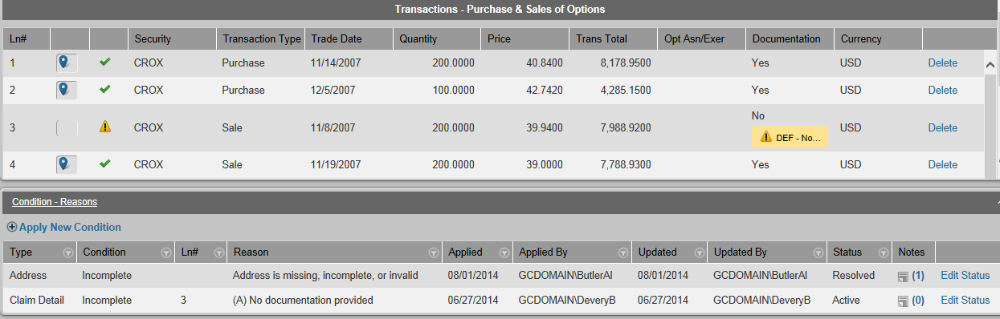 Transactions - Purchase & Sales of Options
Ln# Security Transaction Type Trade Date Quantity Price Trans Total Opt Asn/Exer Documentation Currency
1 CROX Purchase 11/14/2007 200.0000 40.8400 8,178.9500 Yes USD Delete
2 CROX Purchase 12/5/2007 100.0000 42.7420 4,285.1500 Yes USD Delete
3 CROX Sale 11/8/2007 200.0000 39.9400 7,988.9200 No USD Delete
DEF - No...
4 CROX Sale 11/19/2007 200.0000 39.0000 7,788.9300 Yes USD Delete
Condition - Reasons
Apply New Condition
Type Condition Ln# Reason Applied Applied By Updated Updated By Status Notes
Address Incomplete Address is missing, incomplete, or invalid 08/01/2014 GCDOMAIN\ButlerAl 08/01/2014 GCDOMAIN\ButlerAl Resolved (1) Edit Status
Claim Detail Incomplete 3 (A) No documentation provided 06/27/2014 GCDOMAIN\DeveryB 06/27/2014 GCDOMAIN\DeveryB Active (0) Edit Status